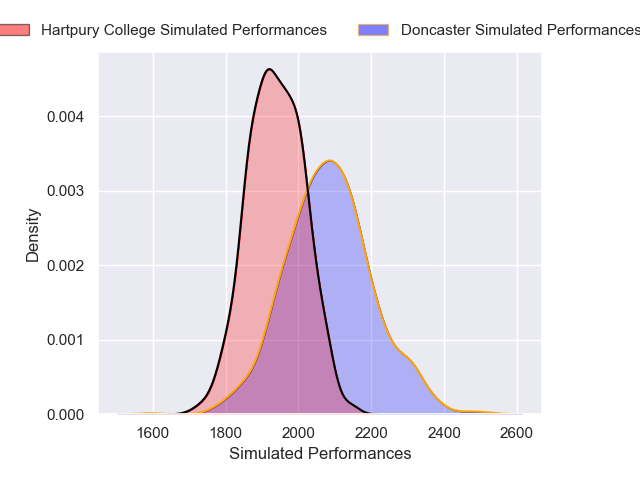 Hartpury College Simulated Performances
Doncaster Simulated Performances
0.004
0.003
0.002
0.001
0.000
1600 1800 2000 2200 2400 2600
Simulated Performances
Density